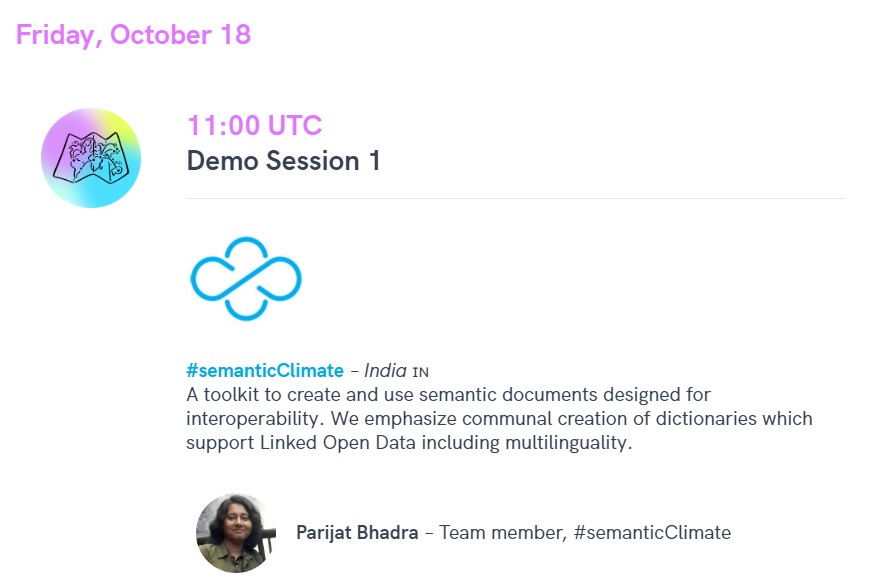 Friday, October 18
11:00 UTC
Demo Session 1
#semanticClimate – India IN
A toolkit to create and use semantic documents designed for
interoperability. We emphasize communal creation of dictionaries which
support Linked Open Data including multilinguality.
Parijat Bhadra – Team member, #semanticClimate